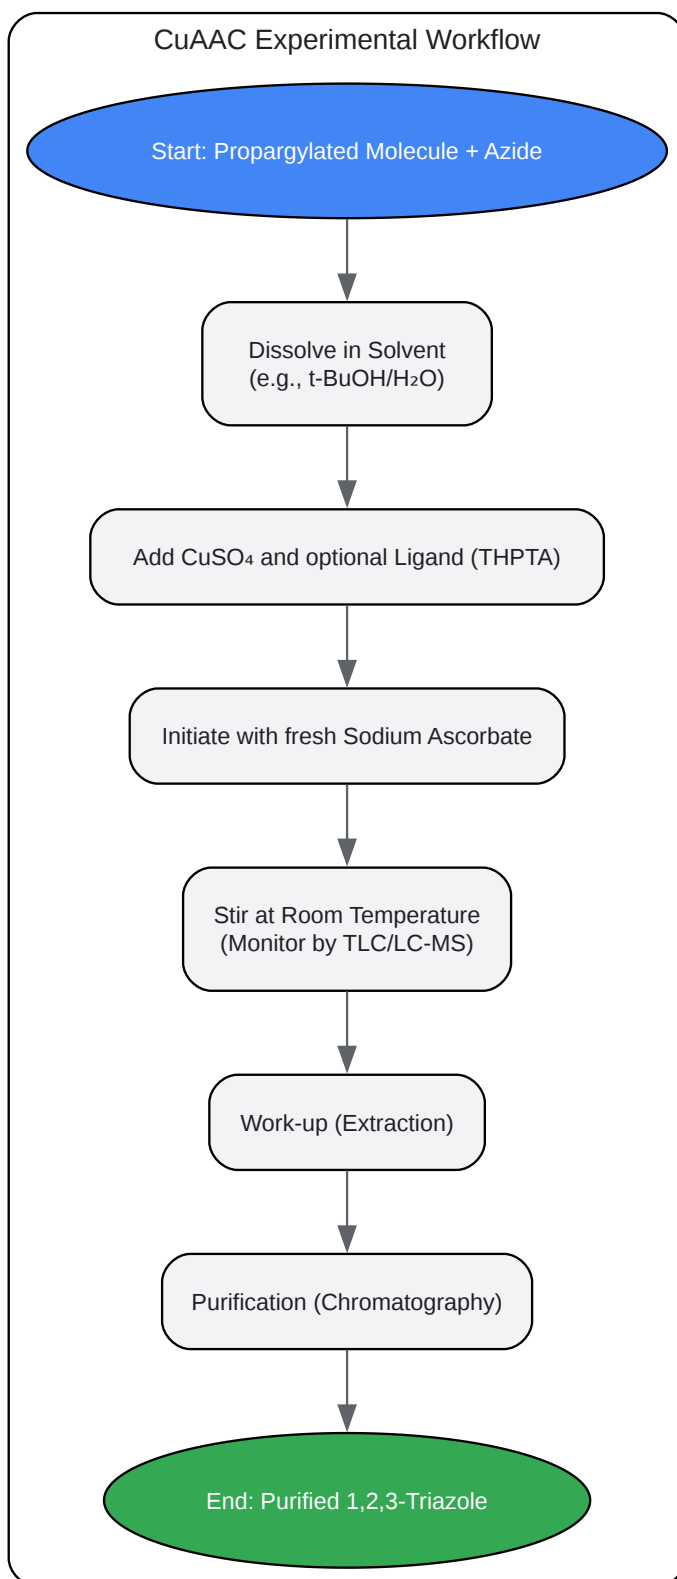 CuAAC Experimental Workflow
Start: Propargylated Molecule + Azide
Dissolve in Solvent
(e.g., t-BuOH/H₂O)
Add CuSO₄ and optional Ligand (THPTA)
Initiate with fresh Sodium Ascorbate
Stir at Room Temperature
(Monitor by TLC/LC-MS)
Work-up (Extraction)
Purification (Chromatography)
End: Purified 1,2,3-Triazole